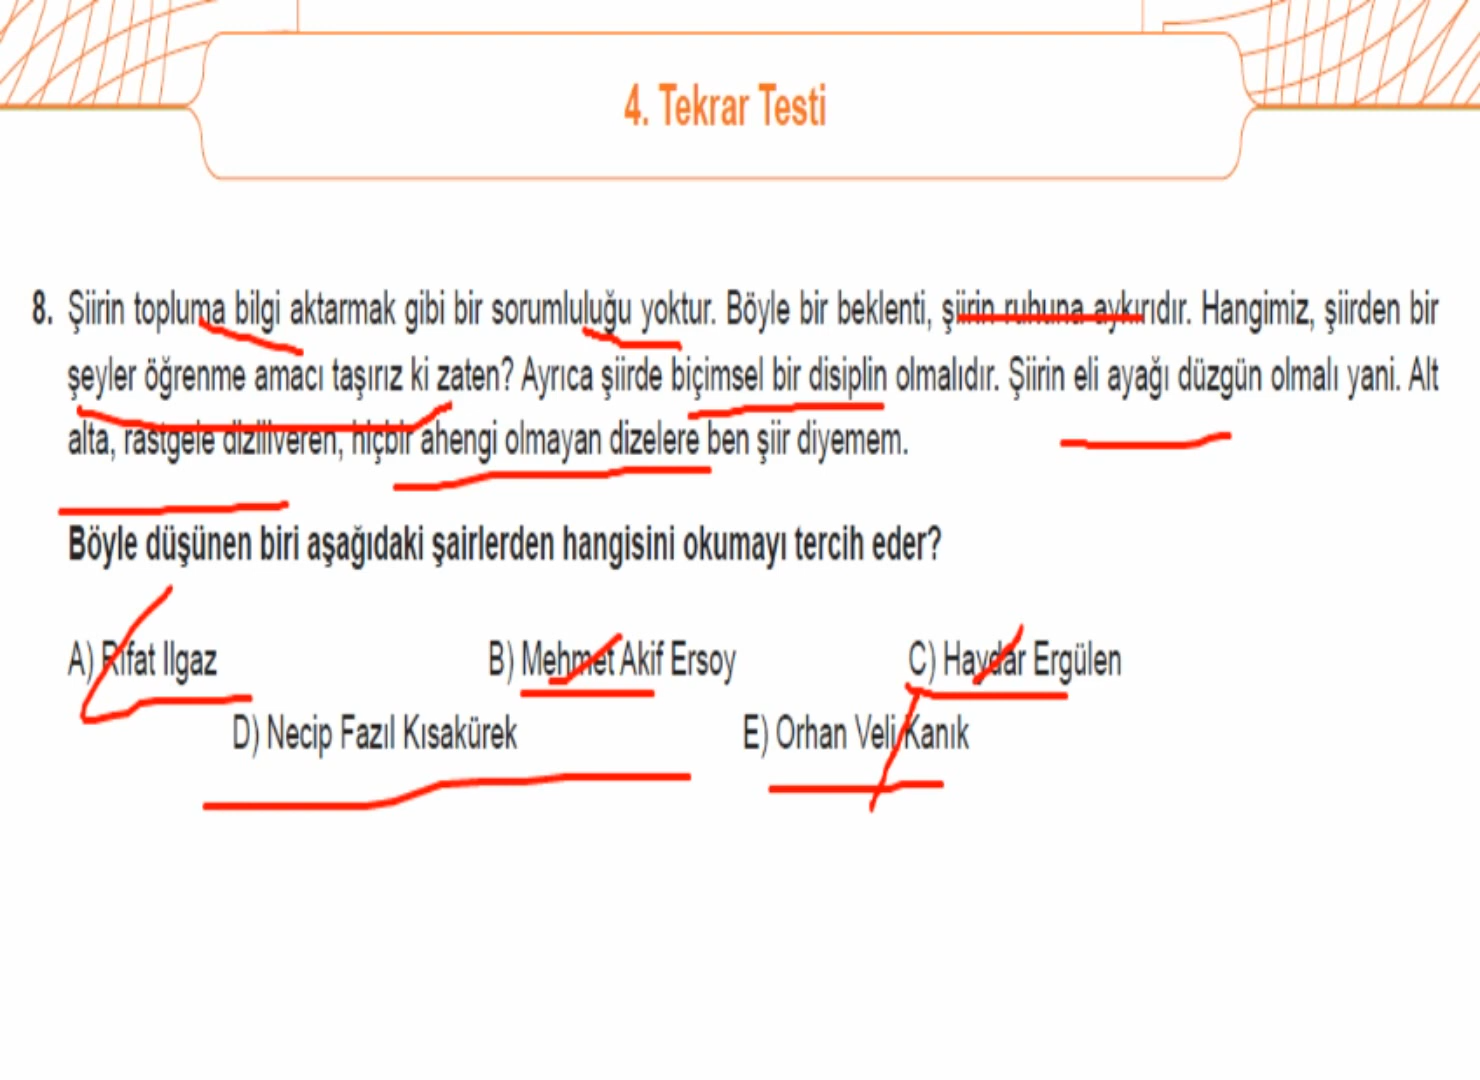 4. Tekrar Testi
8. Şiirin topluma bilgi aktarmak gibi bir sorumluluğu yoktur. Böyle bir beklenti, şiirin ruhuna aykırıdır. Hangimiz, şiirden bir
şeyler öğrenme amacı taşırız ki zaten? Ayrıca şiirde biçimsel bir disiplin olmalıdır. Şiirin eli ayağı düzgün olmalı yani. Alt
alta, rastgele diziliveren, hiçbir ahengi olmayan dizelere ben şiir diyemem.
Böyle düşünen biri aşağıdaki şairlerden hangisini okumayı tercih eder?
A) Rıfat Ilgaz B) Mehmet Akif Ersoy C) Haydar Ergülen
D) Necip Fazıl Kısakürek E) Orhan Veli Kanık